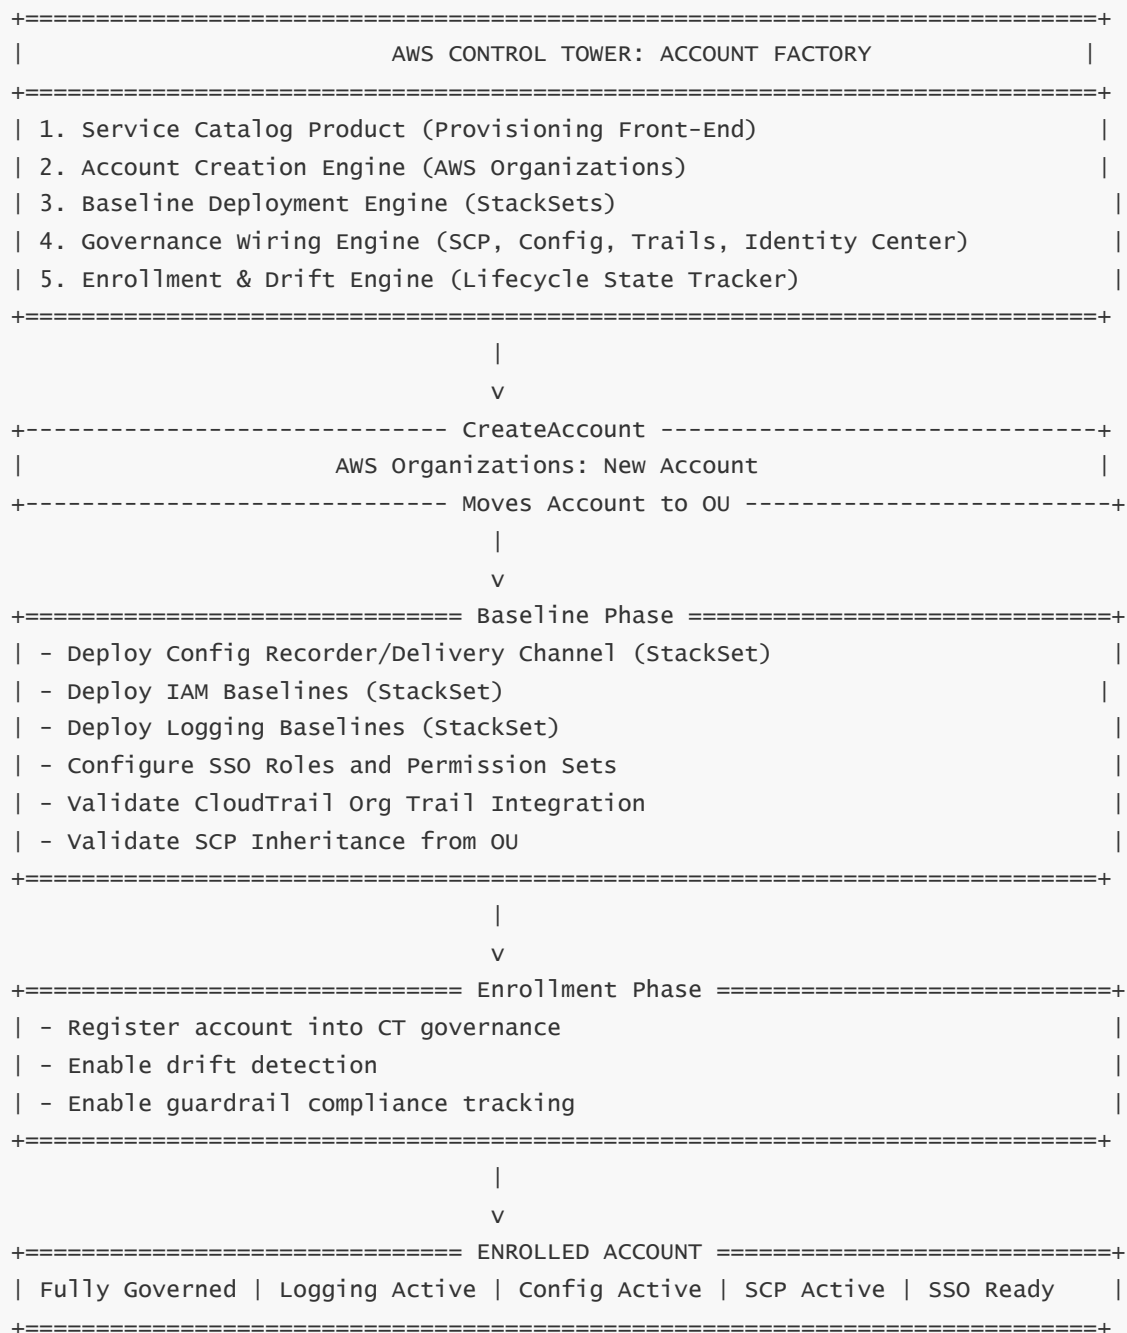 +============================================================================+
|                          AWS CONTROL TOWER: ACCOUNT FACTORY               |
+============================================================================+
| 1. Service Catalog Product (Provisioning Front-End)                        |
| 2. Account Creation Engine (AWS Organizations)                             |
| 3. Baseline Deployment Engine (StackSets)                                   |
| 4. Governance Wiring Engine (SCP, Config, Trails, Identity Center)          |
| 5. Enrollment & Drift Engine (Lifecycle State Tracker)                      |
+============================================================================+
                                  |
                                  v
+------------------------------ CreateAccount -------------------------------+
|                      AWS Organizations: New Account                        |
+------------------------------ Moves Account to OU --------------------------+
                                  |
                                  v
+=============================== Baseline Phase ==============================+
| - Deploy Config Recorder/Delivery Channel (StackSet)                        |
| - Deploy IAM Baselines (StackSet)                                          |
| - Deploy Logging Baselines (StackSet)                                       |
| - Configure SSO Roles and Permission Sets                                   |
| - Validate CloudTrail Org Trail Integration                                 |
| - Validate SCP Inheritance from OU                                          |
+============================================================================+
                                  |
                                  v
+=============================== Enrollment Phase ============================+
| - Register account into CT governance                                       |
| - Enable drift detection                                                    |
| - Enable guardrail compliance tracking                                      |
+============================================================================+
                                  |
                                  v
+=============================== ENROLLED ACCOUNT ============================+
| Fully Governed | Logging Active | Config Active | SCP Active | SSO Ready    |
+============================================================================+